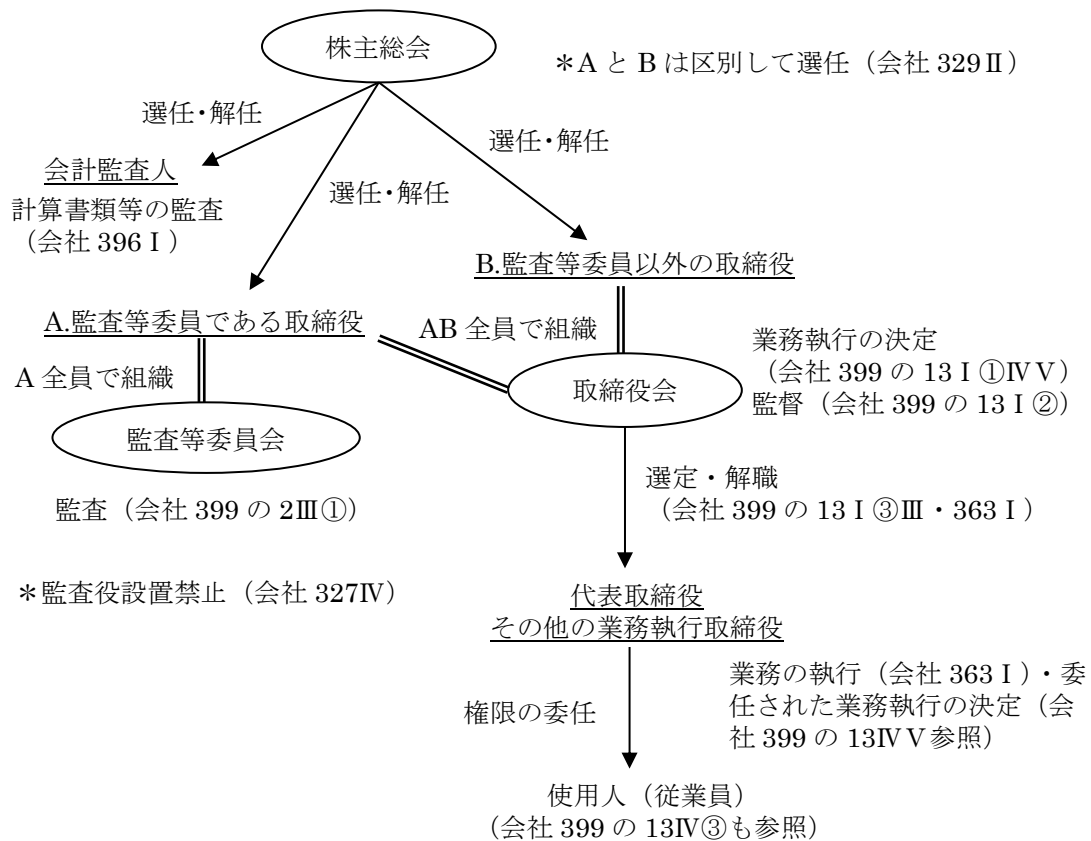 株主総会
＊AとBは区別して選任（会社329Ⅱ）
選任・解任
選任・解任
選任・解任
会計監査人
計算書類等の監査
（会社396Ⅰ）
B.監査等委員以外の取締役
A.監査等委員である取締役
AB全員で組織
A全員で組織
取締役会
業務執行の決定
（会社399の13Ⅰ①ⅣⅤ）
監督（会社399の13Ⅰ②）
監査等委員会
監査（会社399の2Ⅲ①）
選定・解職
（会社399の13Ⅰ③Ⅲ・363Ⅰ）
＊監査役設置禁止（会社327Ⅳ）
代表取締役
その他の業務執行取締役
権限の委任
業務の執行（会社363Ⅰ）・委
任された業務執行の決定（会
社399の13ⅣⅤ参照）
使用人（従業員）
（会社399の13Ⅳ③も参照）